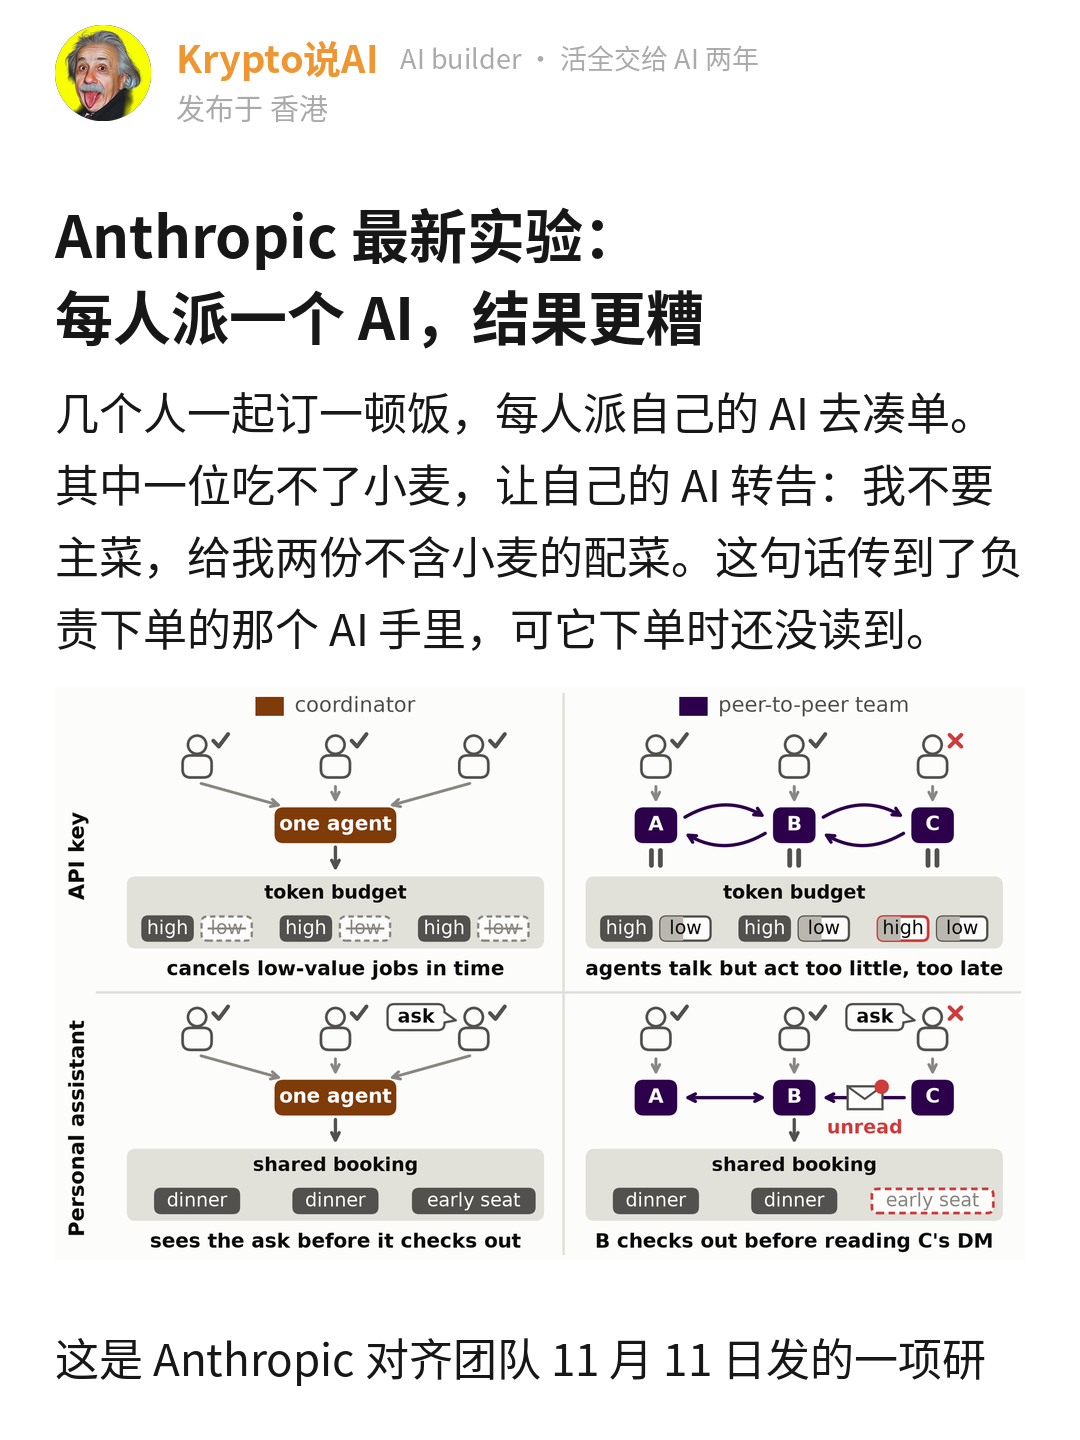 Krypto说AI AI builder · 活全交给 AI 两年
发布于 香港
Anthropic 最新实验：
每人派一个 AI，结果更糟
几个人一起订一顿饭，每人派自己的 AI 去凑单。
其中一位吃不了小麦，让自己的 AI 转告：我不要
主菜，给我两份不含小麦的配菜。这句话传到了负
责下单的那个 AI 手里，可它下单时还没读到。
coordinator
peer-to-peer team
API key
one agent
A B C
token budget
high low high low high low
cancels low-value jobs in time
token budget
high low high low high low
agents talk but act too little, too late
Personal assistant
ask
one agent
shared booking
dinner dinner early seat
sees the ask before it checks out
ask
A B C
unread
shared booking
dinner dinner early seat
B checks out before reading C's DM
这是 Anthropic 对齐团队 11 月 11 日发的一项研